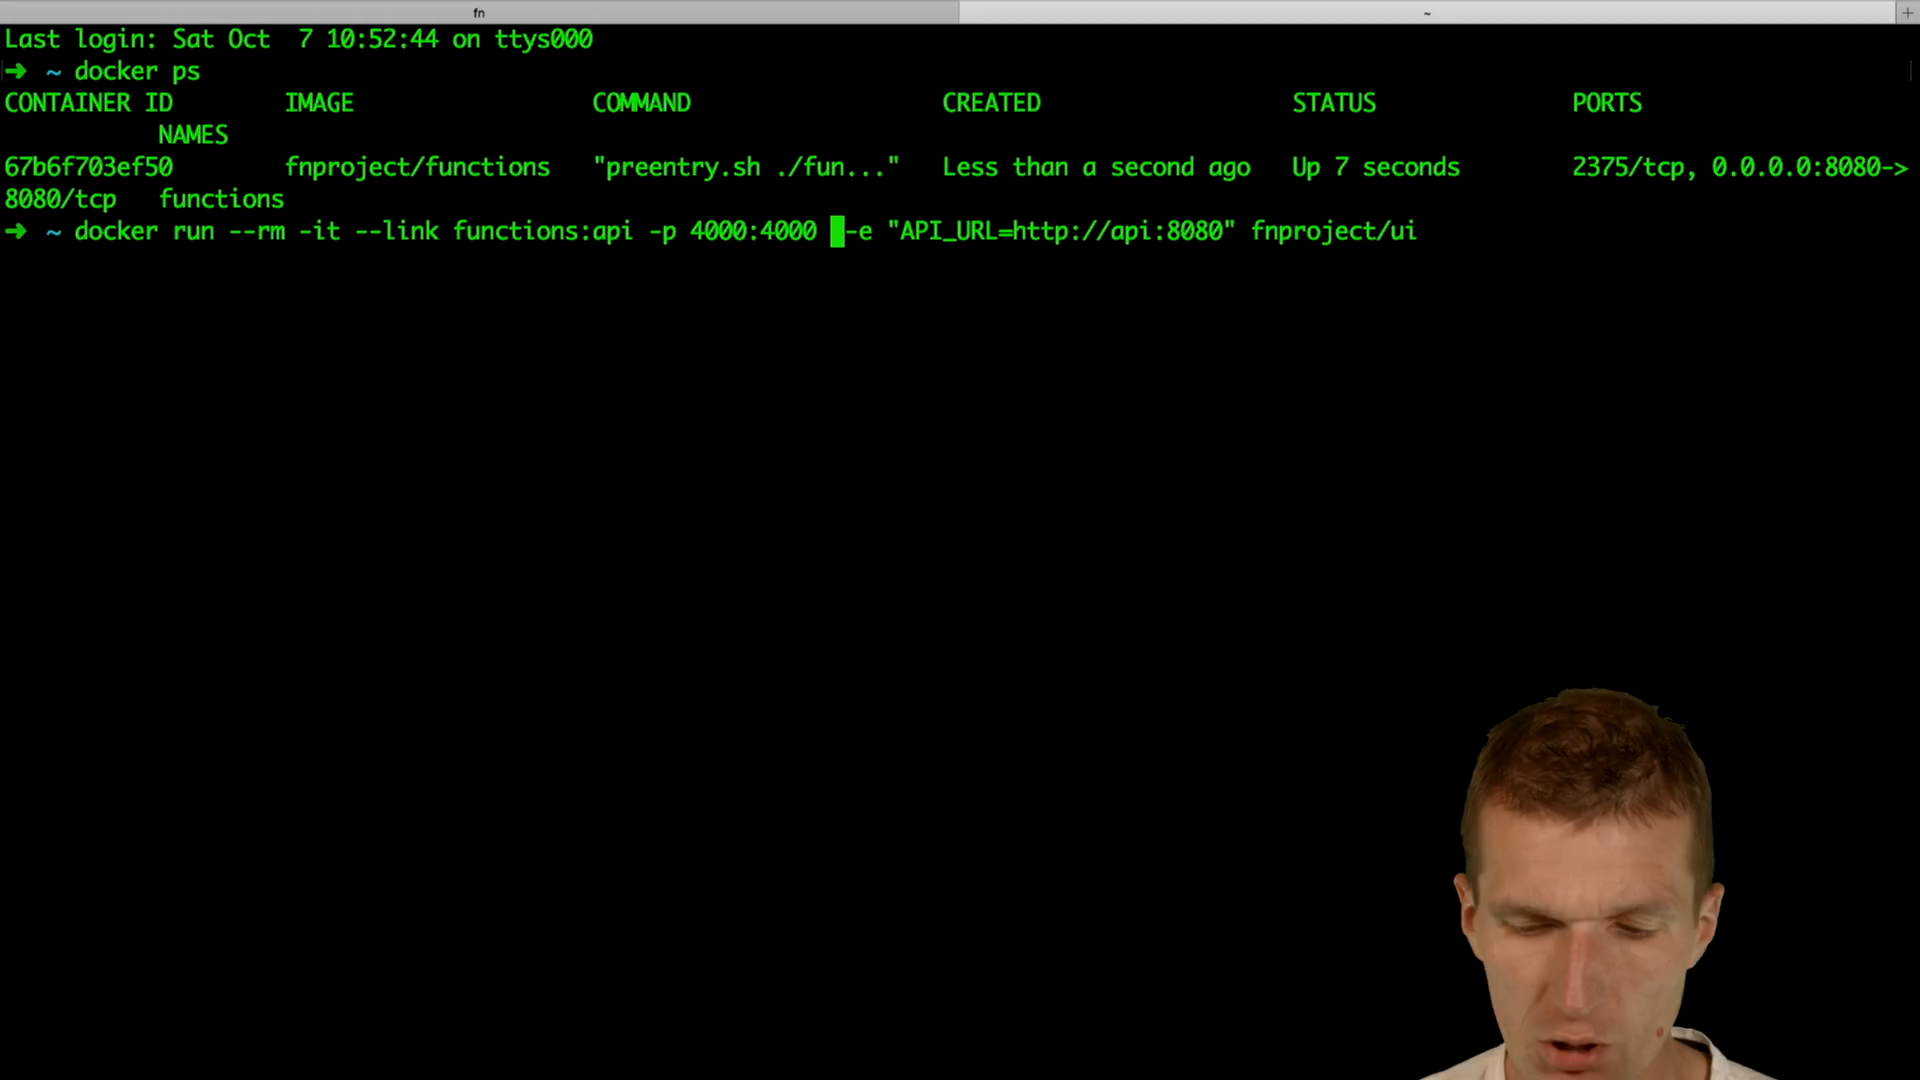 fn
~
+
Last login: Sat Oct  7 10:52:44 on ttys000
➜  ~ docker ps
CONTAINER ID        IMAGE                 COMMAND                  CREATED                  STATUS              PORTS
           NAMES
67b6f703ef50        fnproject/functions   "preentry.sh ./fun..."   Less than a second ago   Up 7 seconds        2375/tcp, 0.0.0.0:8080->
8080/tcp   functions
➜  ~ docker run --rm -it --link functions:api -p 4000:4000 -e "API_URL=http://api:8080" fnproject/ui